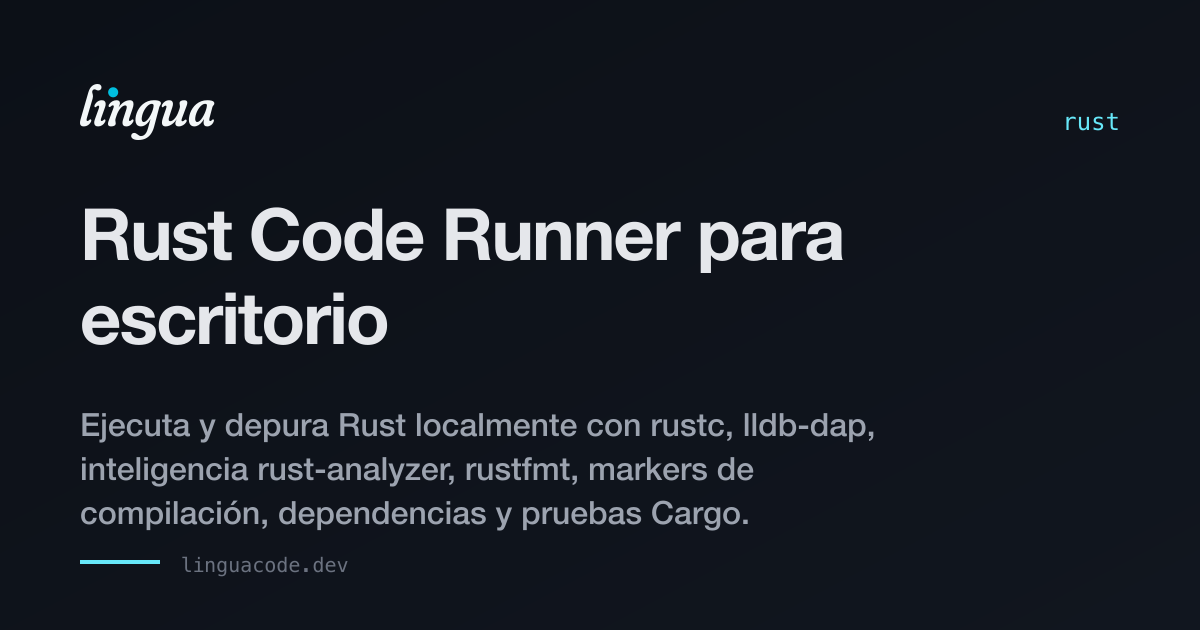 lingua
rust
Rust Code Runner para
escritorio
Ejecuta y depura Rust localmente con rustc, lldb-dap,
inteligencia rust-analyzer, rustfmt, markers de
compilación, dependencias y pruebas Cargo.
linguacode.dev